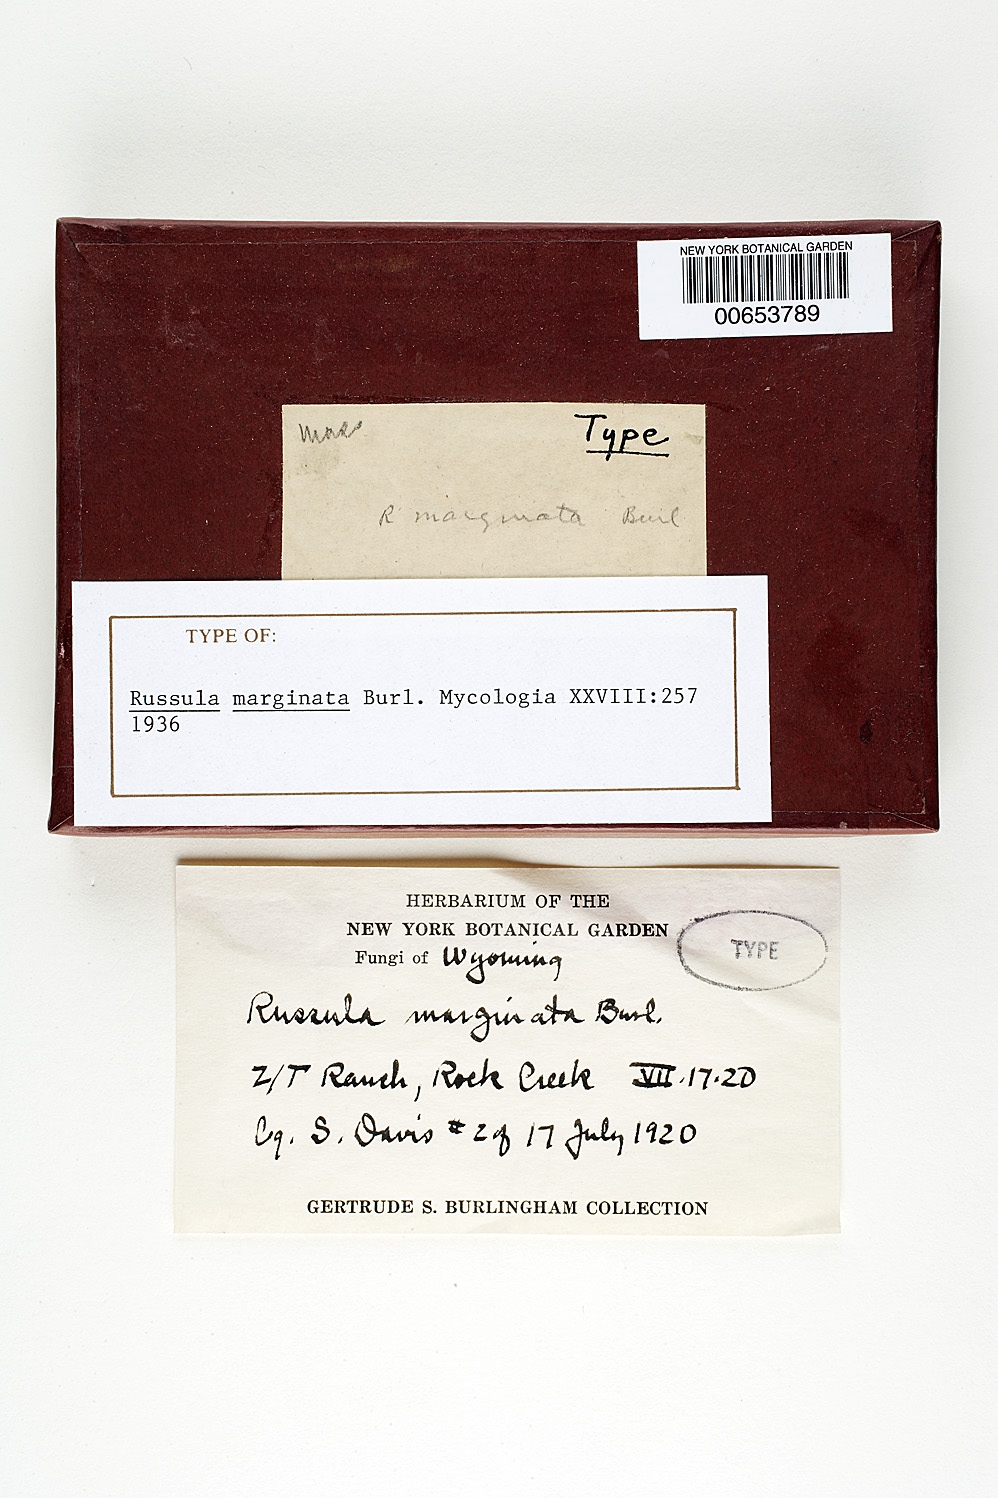 NEW YORK BOTANICAL GARDEN
00653789
Type
R marginata Burl
TYPE OF:
Russula marginata Burl. Mycologia XXVIII:257
1936
HERBARIUM OF THE
NEW YORK BOTANICAL GARDEN
Fungi of Wyoming
TYPE
Russula marginata Burl.
Z/T Ranch, Rock Creek VII.17.20
S. Davis #2 of 17 July 1920
GERTRUDE S. BURLINGHAM COLLECTION